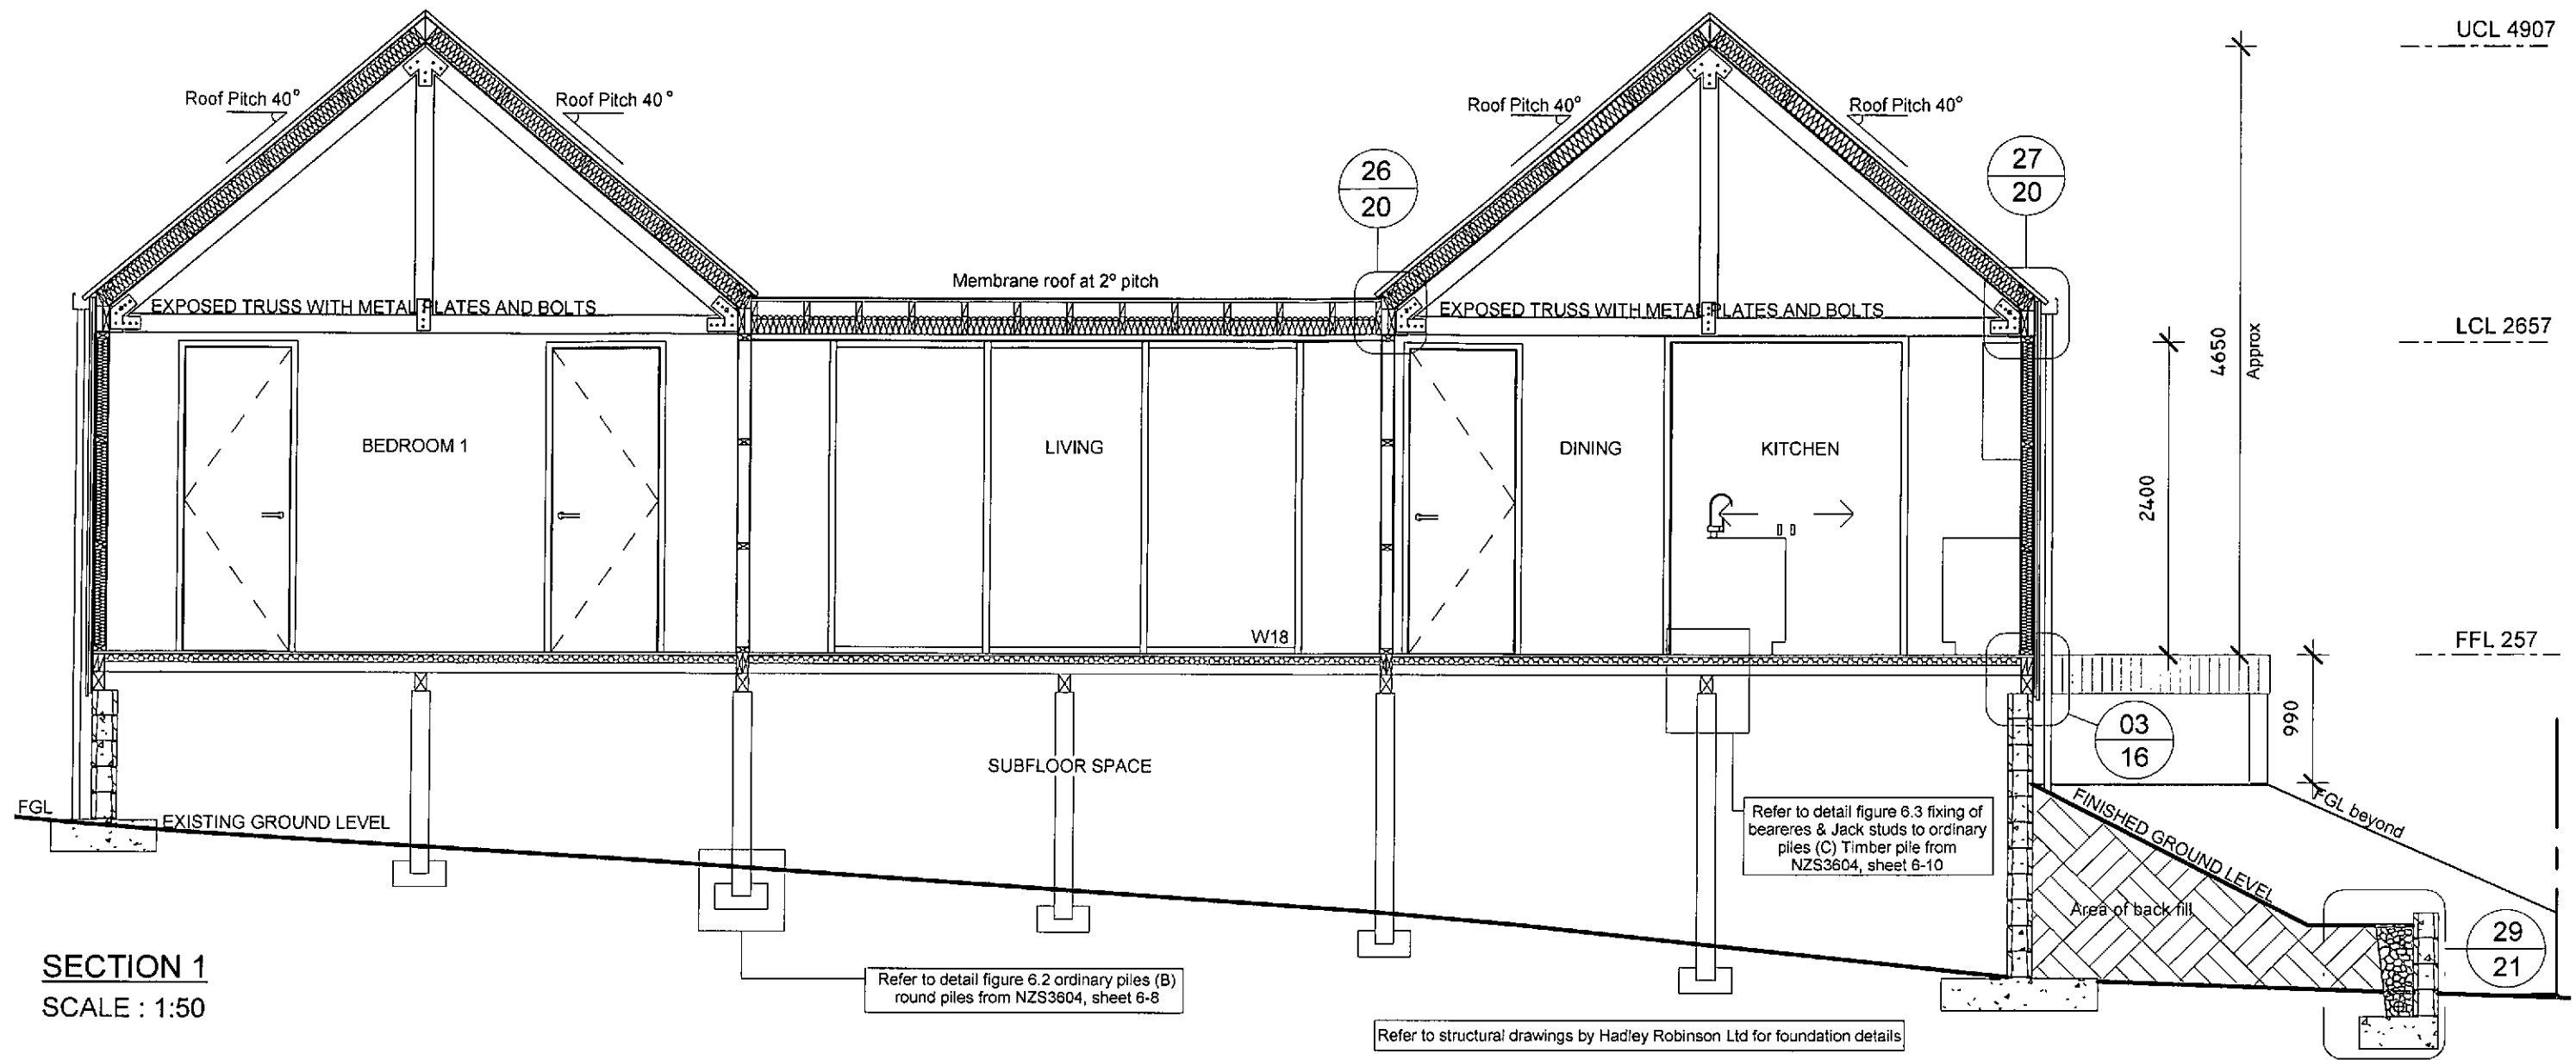 UCL 4907
Roof Pitch 40°
Roof Pitch 40°
Roof Pitch 40°
Roof Pitch 40°
26
20
27
20
Membrane roof at 2° pitch
EXPOSED TRUSS WITH METAL PLATES AND BOLTS
EXPOSED TRUSS WITH METAL PLATES AND BOLTS
LCL 2657
4650
Approx
BEDROOM 1
LIVING
DINING
KITCHEN
2400
W18
FFL 257
990
03
16
SUBFLOOR SPACE
FGL
EXISTING GROUND LEVEL
Refer to detail figure 6.3 fixing of
beareres & Jack studs to ordinary
piles (C) Timber pile from
NZS3604, sheet 6-10
FINISHED GROUND LEVEL
FGL beyond
Area of back fill
29
21
SECTION 1
SCALE : 1:50
Refer to detail figure 6.2 ordinary piles (B)
round piles from NZS3604, sheet 6-8
Refer to structural drawings by Hadley Robinson Ltd for foundation details